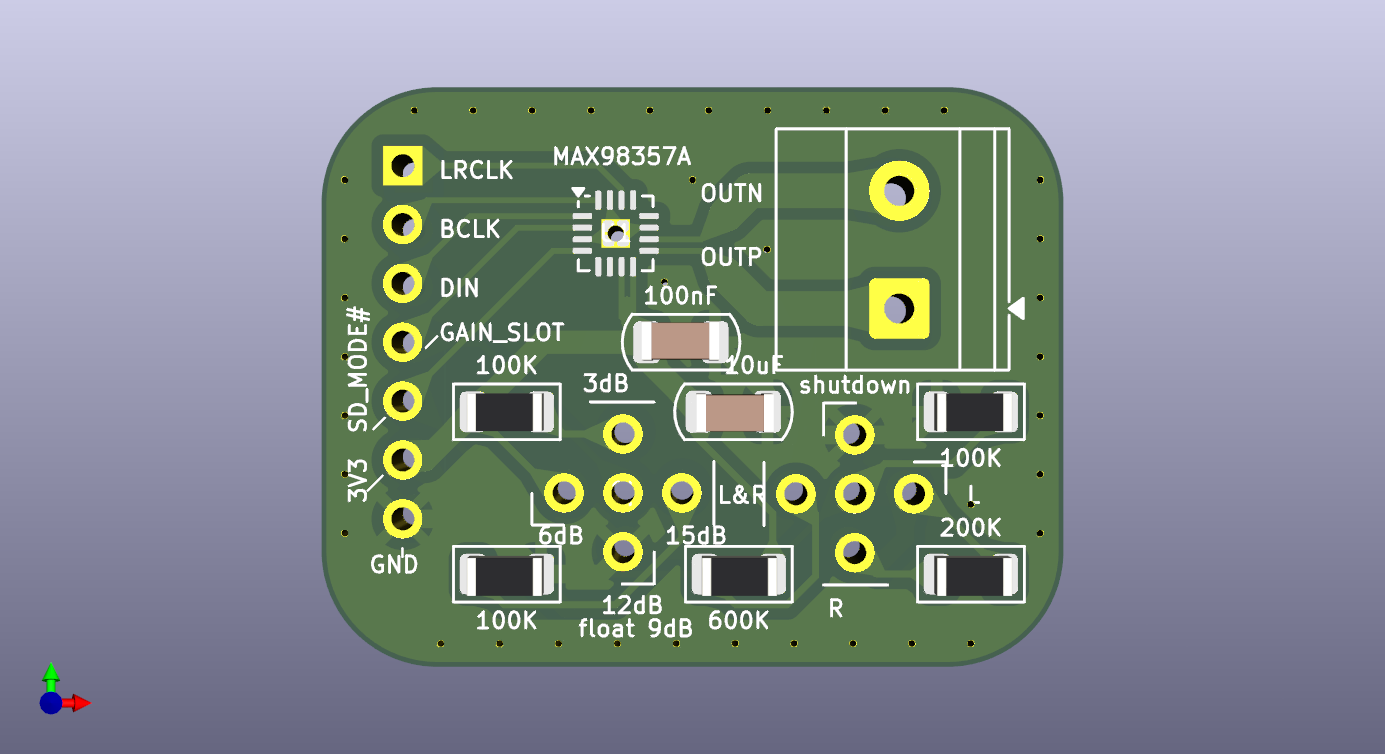 MAX98357A
LRCLK
OUTN
BCLK
OUTP
DIN
100nF
GAIN_SLOT
SD_MODE#
100K
10uF
3dB
shutdown
100K
3V3
L&R
L
6dB
15dB
200K
GND
12dB
R
100K
600K
float 9dB